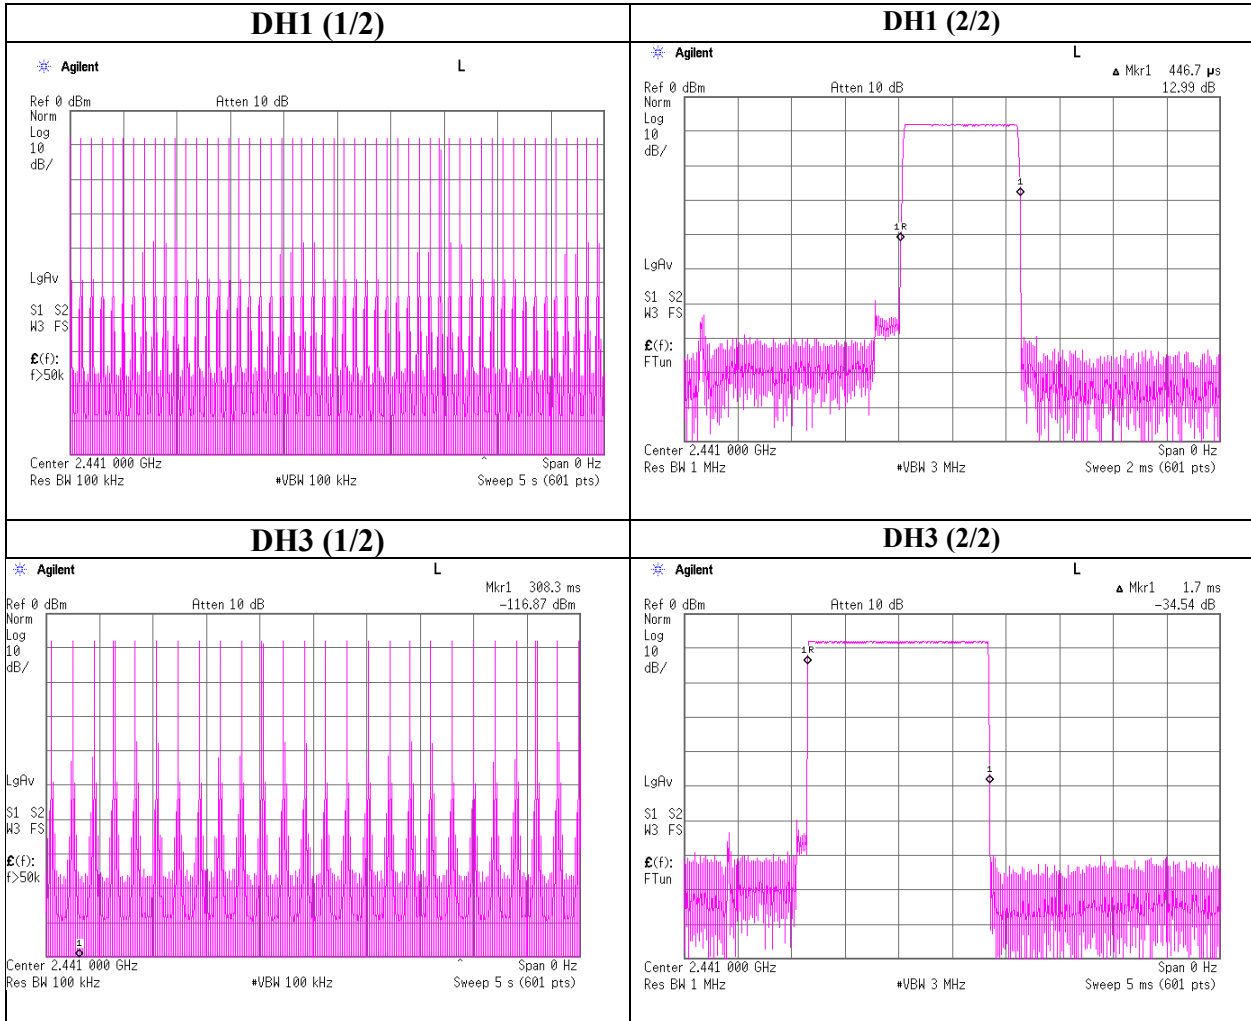 DH1 (1/2)
DH1 (2/2)
Agilent
L
Ref 0 dBm
Atten 10 dB
Norm
Log
10
dB/
LgAv
S1 S2
W3 FS
£(f):
f>50k
Center 2.441 000 GHz
Span 0 Hz
Res BW 100 kHz
#VBW 100 kHz
Sweep 5 s (601 pts)
Agilent
L
Δ Mkr1 446.7 µs
Ref 0 dBm
Atten 10 dB
12.99 dB
Norm
Log
10
dB/
1
1R
LgAv
S1 S2
W3 FS
£(f):
FTun
Center 2.441 000 GHz
Span 0 Hz
Res BW 1 MHz
#VBW 3 MHz
Sweep 2 ms (601 pts)
DH3 (1/2)
DH3 (2/2)
Agilent
L
Mkr1 308.3 ms
Ref 0 dBm
Atten 10 dB
-116.87 dBm
Norm
Log
10
dB/
LgAv
S1 S2
W3 FS
£(f):
f>50k
1
Center 2.441 000 GHz
Span 0 Hz
Res BW 100 kHz
#VBW 100 kHz
Sweep 5 s (601 pts)
Agilent
L
Δ Mkr1 1.7 ms
Ref 0 dBm
Atten 10 dB
-34.54 dB
Norm
Log
10
dB/
1R
1
LgAv
S1 S2
W3 FS
£(f):
FTun
Center 2.441 000 GHz
Span 0 Hz
Res BW 1 MHz
#VBW 3 MHz
Sweep 5 ms (601 pts)